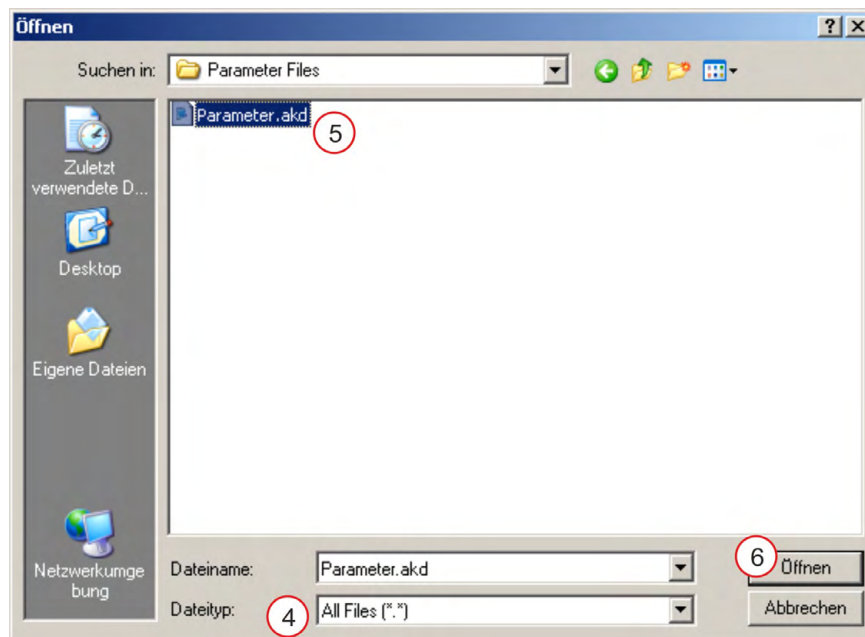 Öffnen
Suchen in: Parameter Files
Parameter.akd
5
Zuletzt
verwendete D...
Desktop
Eigene Dateien
Netzwerkumge
bung
Dateiname: Parameter.akd
6 Öffnen
Dateityp: 4 All Files (*.*)
Abbrechen